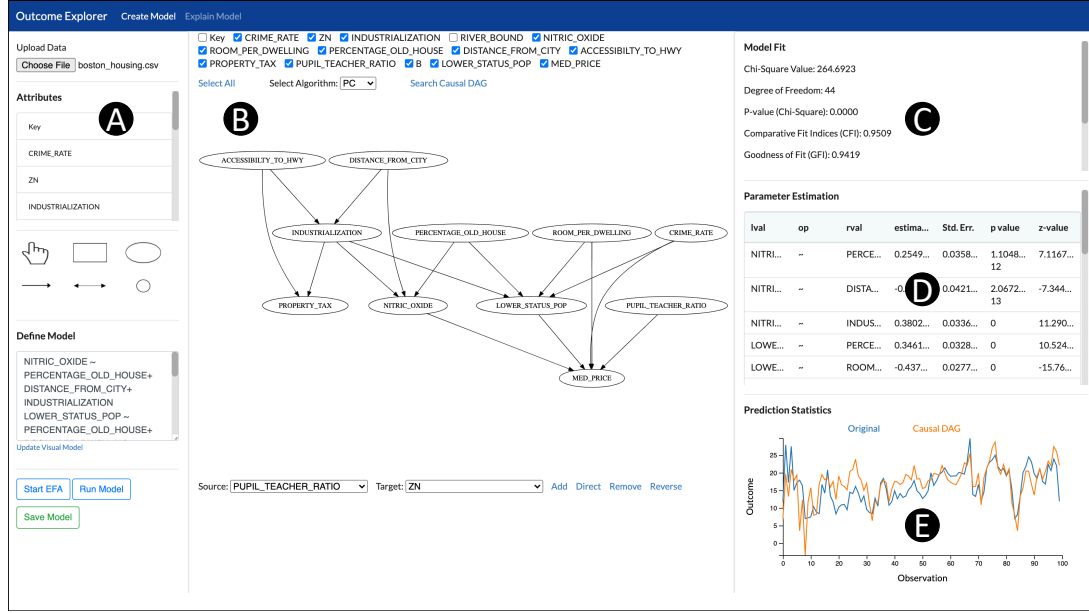 Outcome Explorer Create Model Explain Model
Upload Data
Choose File boston_housing.csv
Attributes
A
Key
CRIME_RATE
ZN
INDUSTRIALIZATION
Define Model
NITRIC_OXIDE ~
PERCENTAGE_OLD_HOUSE+
DISTANCE_FROM_CITY+
INDUSTRIALIZATION
LOWER_STATUS_POP ~
PERCENTAGE_OLD_HOUSE+
Update Visual Model
Start EFA Run Model
Save Model
Key CRIME_RATE ZN INDUSTRIALIZATION RIVER_BOUND NITRIC_OXIDE
ROOM_PER_DWELLING PERCENTAGE_OLD_HOUSE DISTANCE_FROM_CITY ACCESSIBILTY_TO_HWY
PROPERTY_TAX PUPIL_TEACHER_RATIO B LOWER_STATUS_POP MED_PRICE
Select All Select Algorithm: PC Search Causal DAG
B
ACCESSIBILTY_TO_HWY DISTANCE_FROM_CITY
INDUSTRIALIZATION PERCENTAGE_OLD_HOUSE ROOM_PER_DWELLING CRIME_RATE
PROPERTY_TAX NITRIC_OXIDE LOWER_STATUS_POP PUPIL_TEACHER_RATIO
MED_PRICE
Source: PUPIL_TEACHER_RATIO Target: ZN Add Direct Remove Reverse
Model Fit
Chi-Square Value: 264.6923
Degree of Freedom: 44
P-value (Chi-Square): 0.0000
C
Comparative Fit Indices (CFI): 0.9509
Goodness of Fit (GFI): 0.9419
Parameter Estimation
lval op rval estima... Std. Err. p value z-value
NITRI... ~ PERCE... 0.2549... 0.0358... 1.1048... 7.1167...
12
NITRI... ~ DISTA... D 0.0421... 2.0672... -7.344...
13
NITRI... ~ INDUS... 0.3802... 0.0336... 0 11.290...
LOWE... ~ PERCE... 0.3461... 0.0328... 0 10.524...
LOWE... ~ ROOM... -0.437... 0.0277... 0 -15.76...
Prediction Statistics
Original Causal DAG
25
20
15
10
5
0
Outcome
E
0 10 20 30 40 50 60 70 80 90 100
Observation